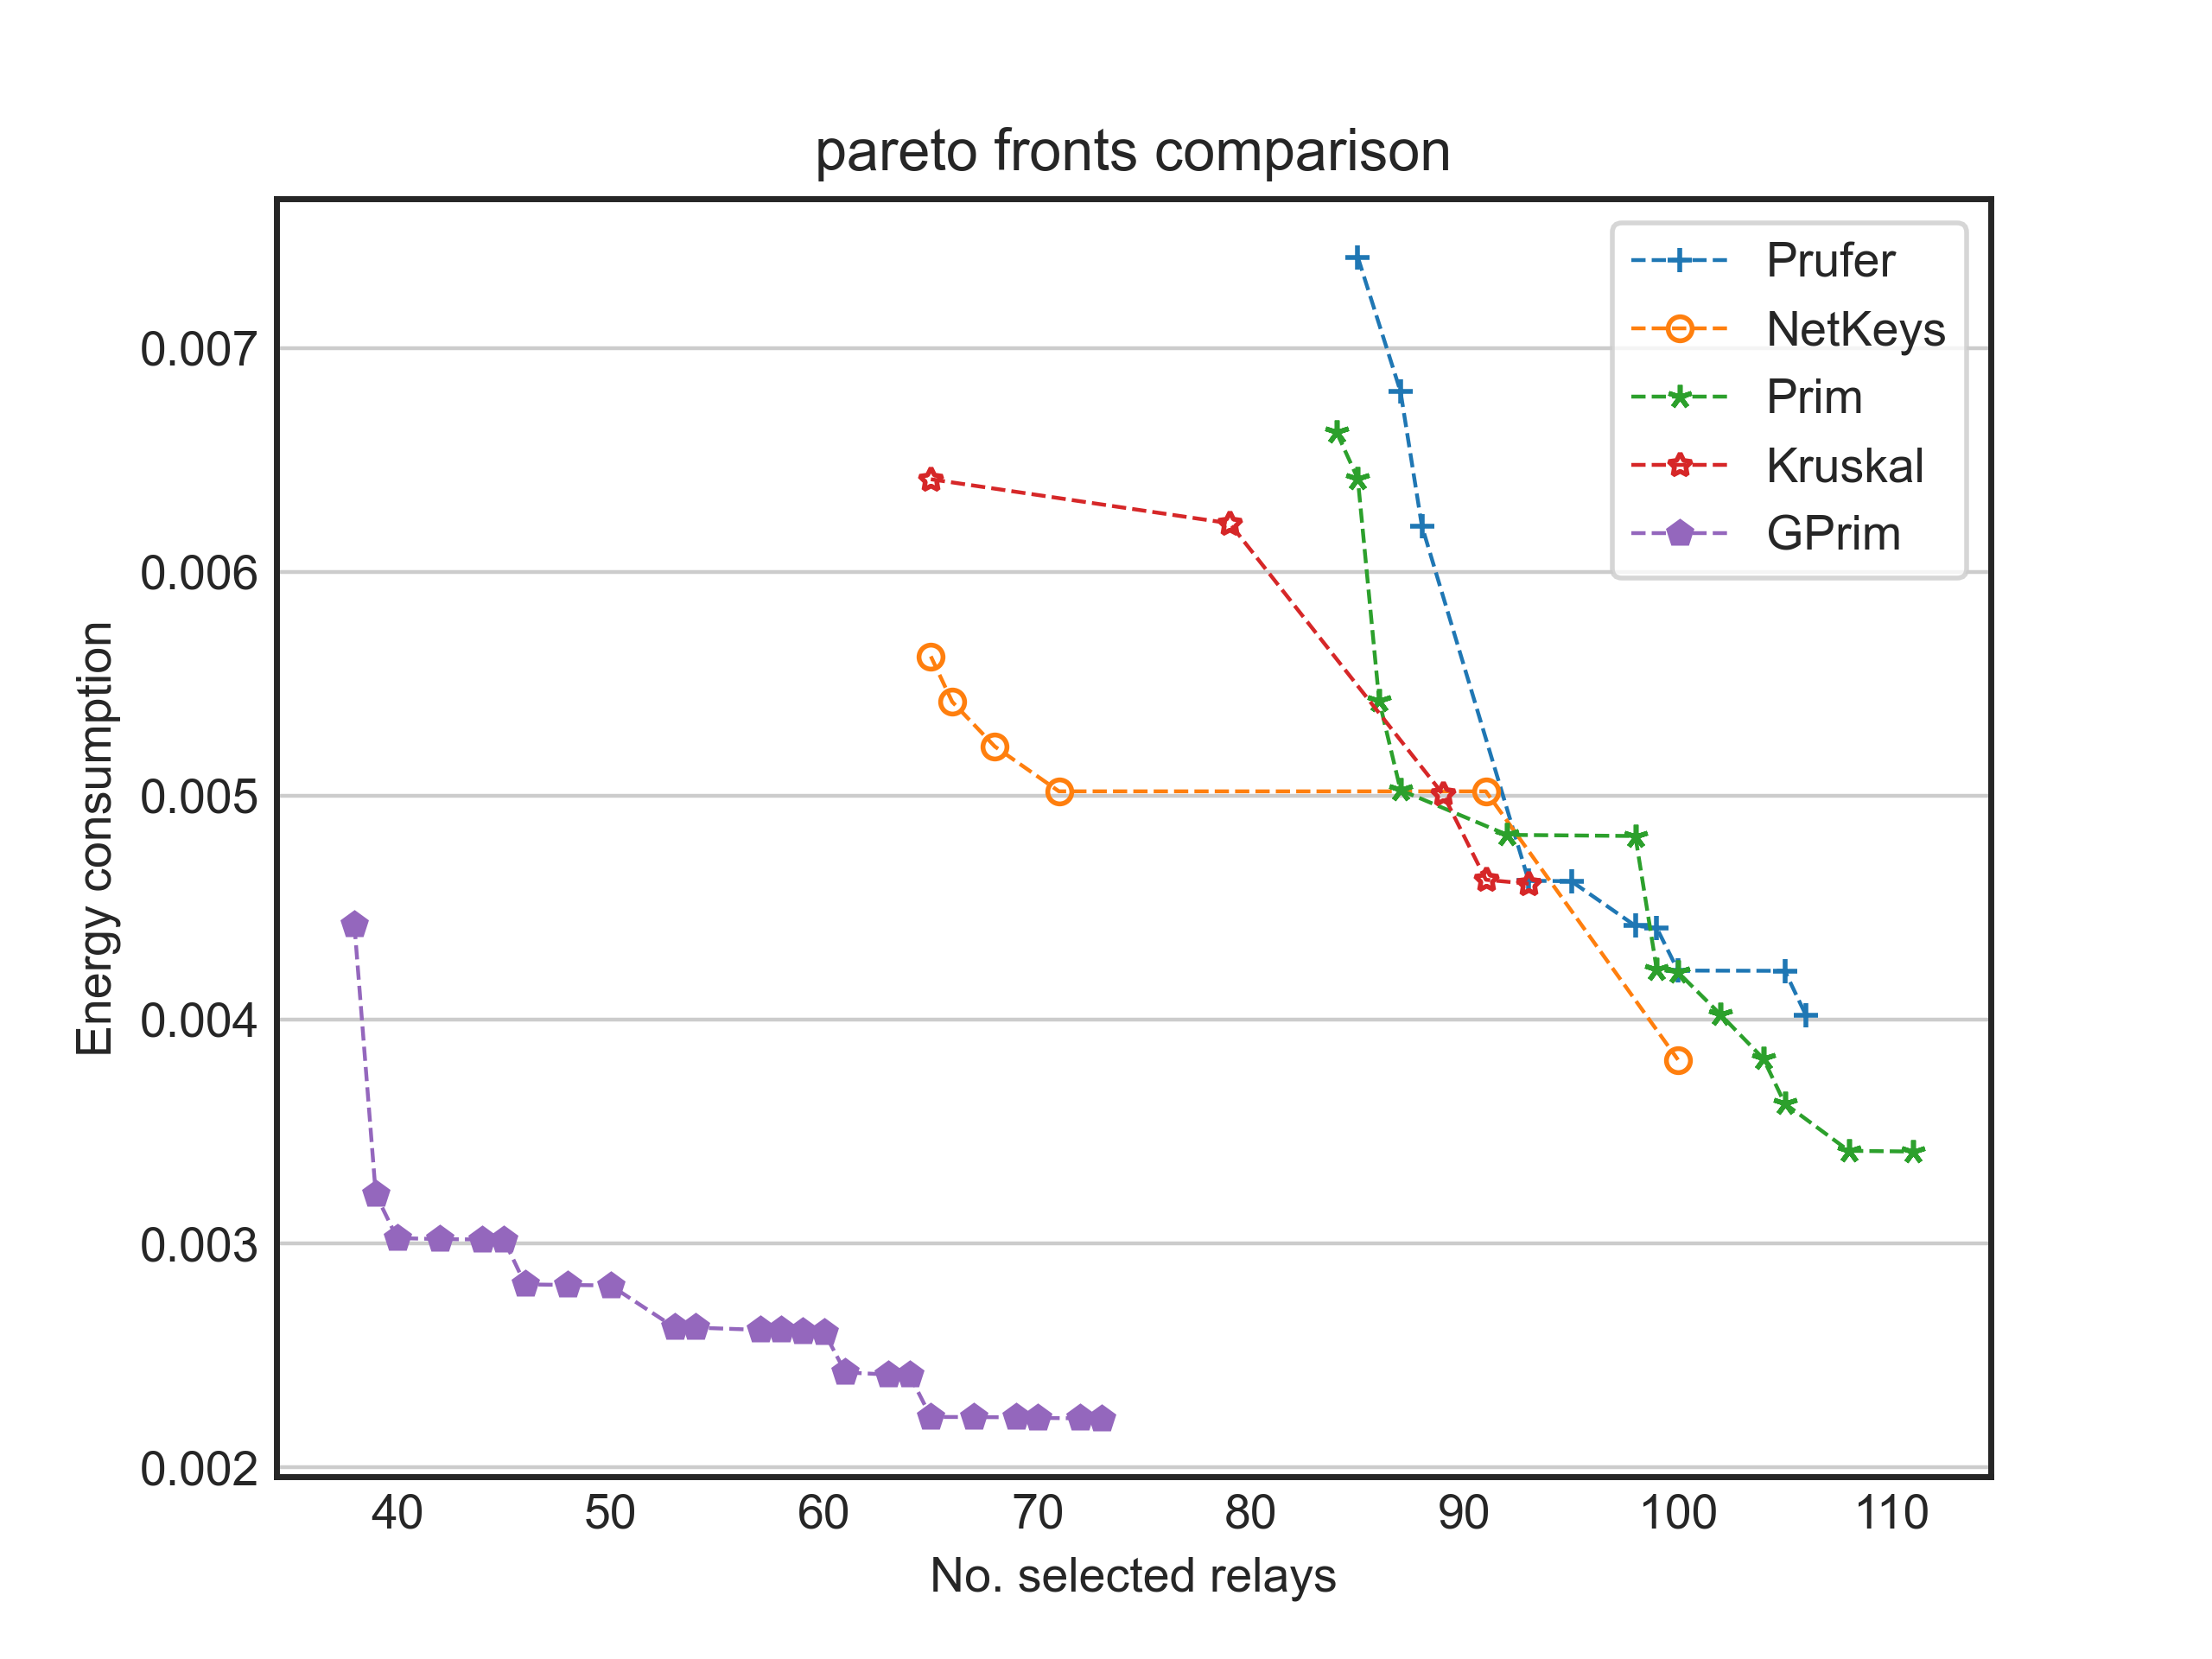 pareto fronts comparison
Prufer
NetKeys
Prim
Kruskal
GPrim
Energy consumption
0.007
0.006
0.005
0.004
0.003
0.002
40 50 60 70 80 90 100 110
No. selected relays